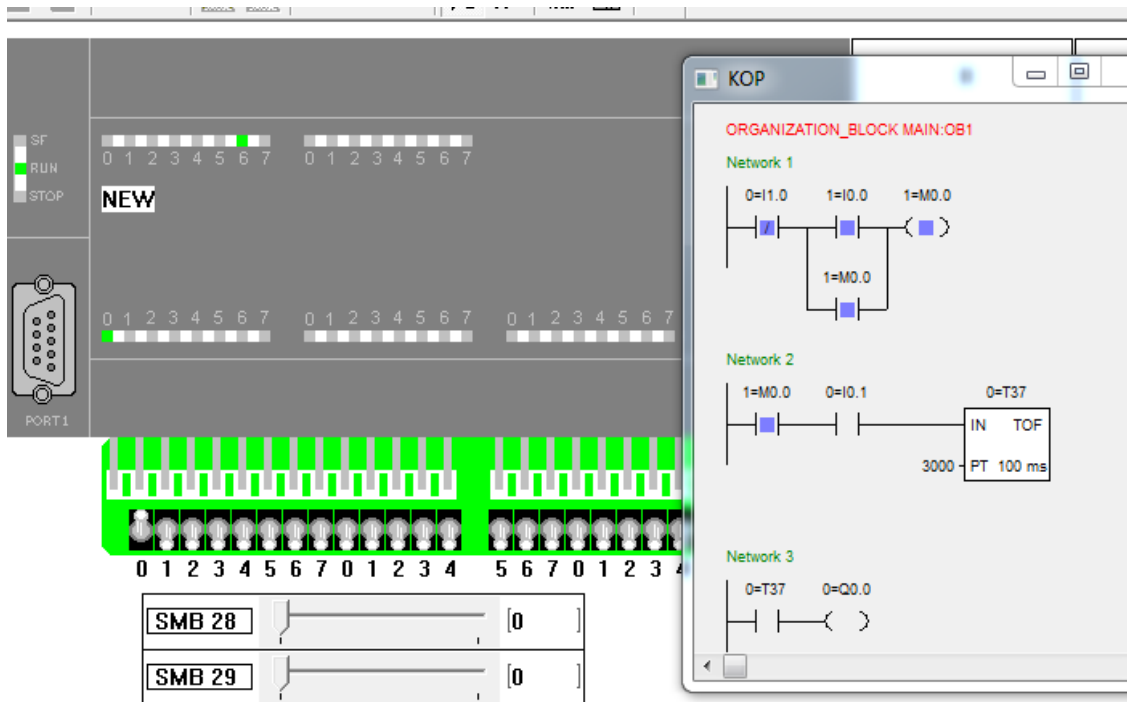 SF
RUN
STOP
0 1 2 3 4 5 6 7
0 1 2 3 4 5 6 7
NEW
0 1 2 3 4 5 6 7
0 1 2 3 4 5 6 7
0 1 2 3 4 5 6 7
PORT1
0 1 2 3 4 5 6 7 0 1 2 3 4
5 6 7 0 1 2 3
SMB 28
[0 ]
SMB 29
[0 ]
KOP
ORGANIZATION_BLOCK MAIN:OB1
Network 1
0=I1.0 1=I0.0 1=M0.0
/
1=M0.0
Network 2
1=M0.0 0=I0.1 0=T37
IN TOF
3000 PT 100 ms
Network 3
0=T37 0=Q0.0